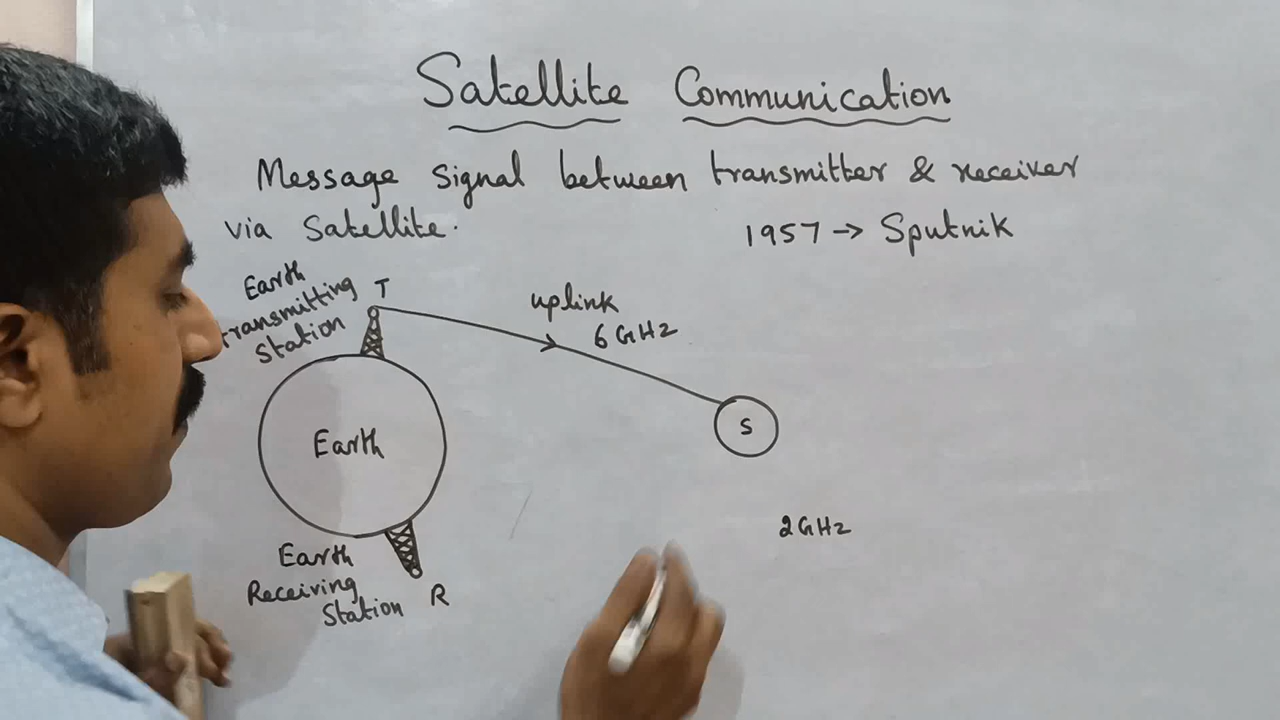 Satellite Communication
Message signal between transmitter & receiver
via Satellite.
1957 → Sputnik
Earth
transmitting
Station
T
uplink
6 GHz
S
Earth
2 GHz
Earth
Receiving
Station
R